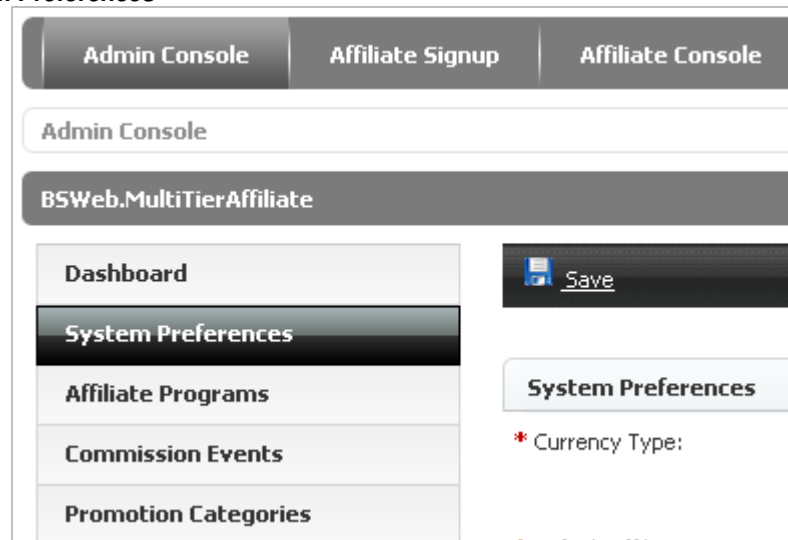 Preferences
Admin Console Affiliate Signup Affiliate Console
Admin Console
BSWeb.MultiTierAffiliate
Dashboard
Save
System Preferences
Affiliate Programs
System Preferences
* Currency Type:
Commission Events
Promotion Categories